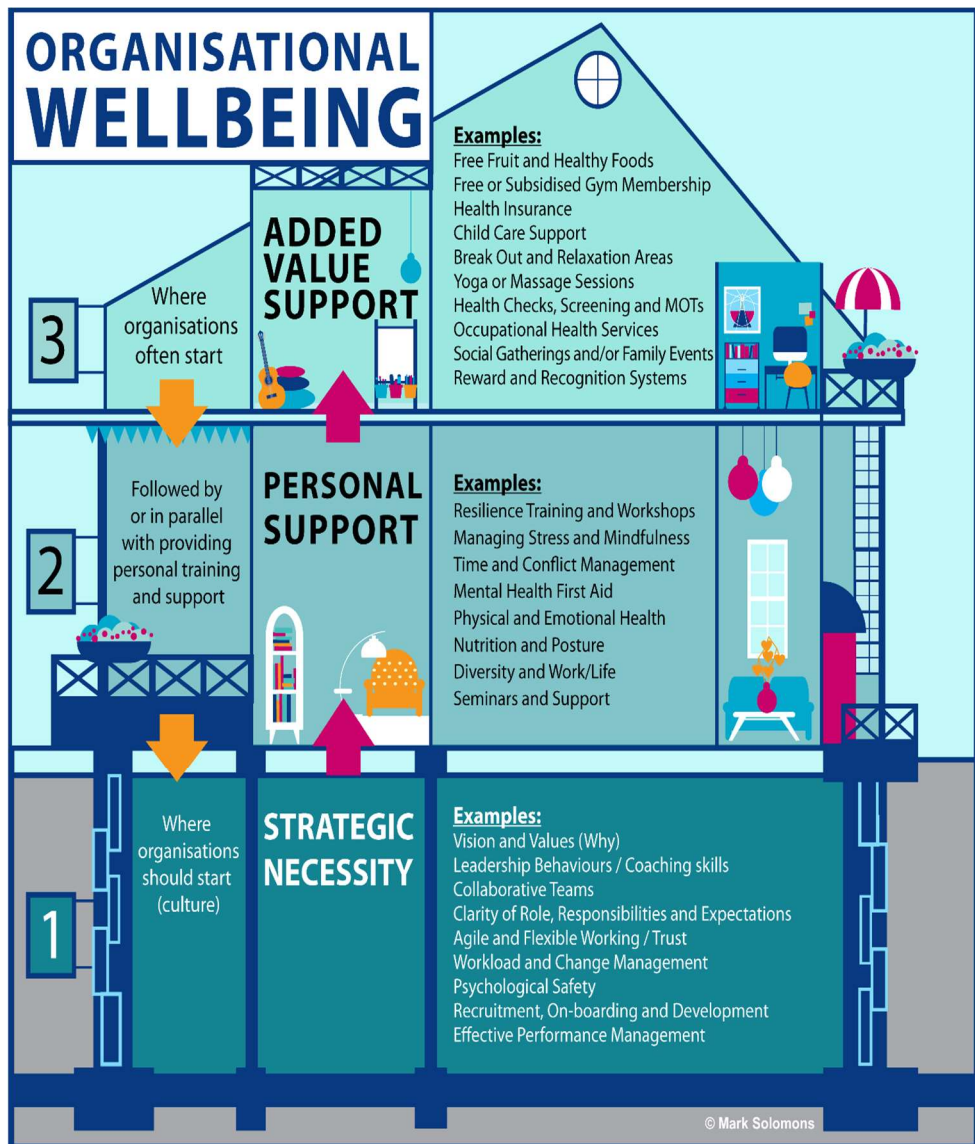 ORGANISATIONAL
WELLBEING
3
Where
organisations
often start
ADDED
VALUE
SUPPORT
Examples:
Free Fruit and Healthy Foods
Free or Subsidised Gym Membership
Health Insurance
Child Care Support
Break Out and Relaxation Areas
Yoga or Massage Sessions
Health Checks, Screening and MOTs
Occupational Health Services
Social Gatherings and/or Family Events
Reward and Recognition Systems
2
Followed by
or in parallel
with providing
personal training
and support
PERSONAL
SUPPORT
Examples:
Resilience Training and Workshops
Managing Stress and Mindfulness
Time and Conflict Management
Mental Health First Aid
Physical and Emotional Health
Nutrition and Posture
Diversity and Work/Life
Seminars and Support
1
Where
organisations
should start
(culture)
STRATEGIC
NECESSITY
Examples:
Vision and Values (Why)
Leadership Behaviours / Coaching skills
Collaborative Teams
Clarity of Role, Responsibilities and Expectations
Agile and Flexible Working / Trust
Workload and Change Management
Psychological Safety
Recruitment, On-boarding and Development
Effective Performance Management
© Mark Solomons